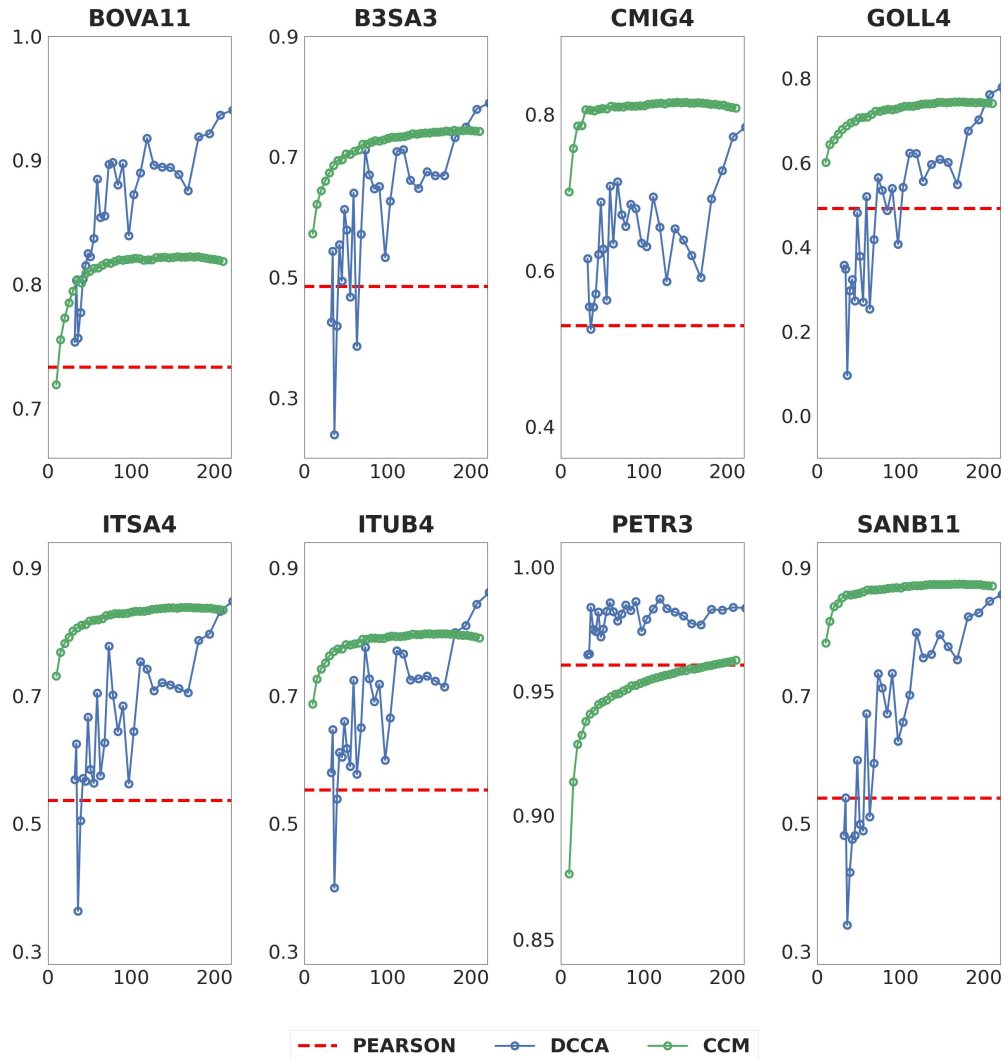 BOVA11 B3SA3 CMIG4 GOLL4
1.0 0.9 0.8 0.8
0.9 0.7 0.6 0.6
0.8 0.5 0.4 0.4
0.7 0.3 0.2
0.0
0 100 200 0 100 200 0 100 200 0 100 200
ITSA4 ITUB4 PETR3 SANB11
0.9 0.9 1.00 0.9
0.7 0.7 0.95 0.7
0.5 0.5 0.90 0.5
0.3 0.3 0.85 0.3
0 100 200 0 100 200 0 100 200 0 100 200
PEARSON DCCA CCM